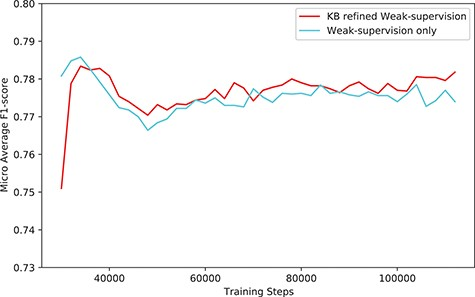 0.80
0.79
0.78
0.77
0.76
0.75
0.74
0.73
Micro Average F1-score
KB refined Weak-supervision
Weak-supervision only
40000 60000 80000 100000
Training Steps